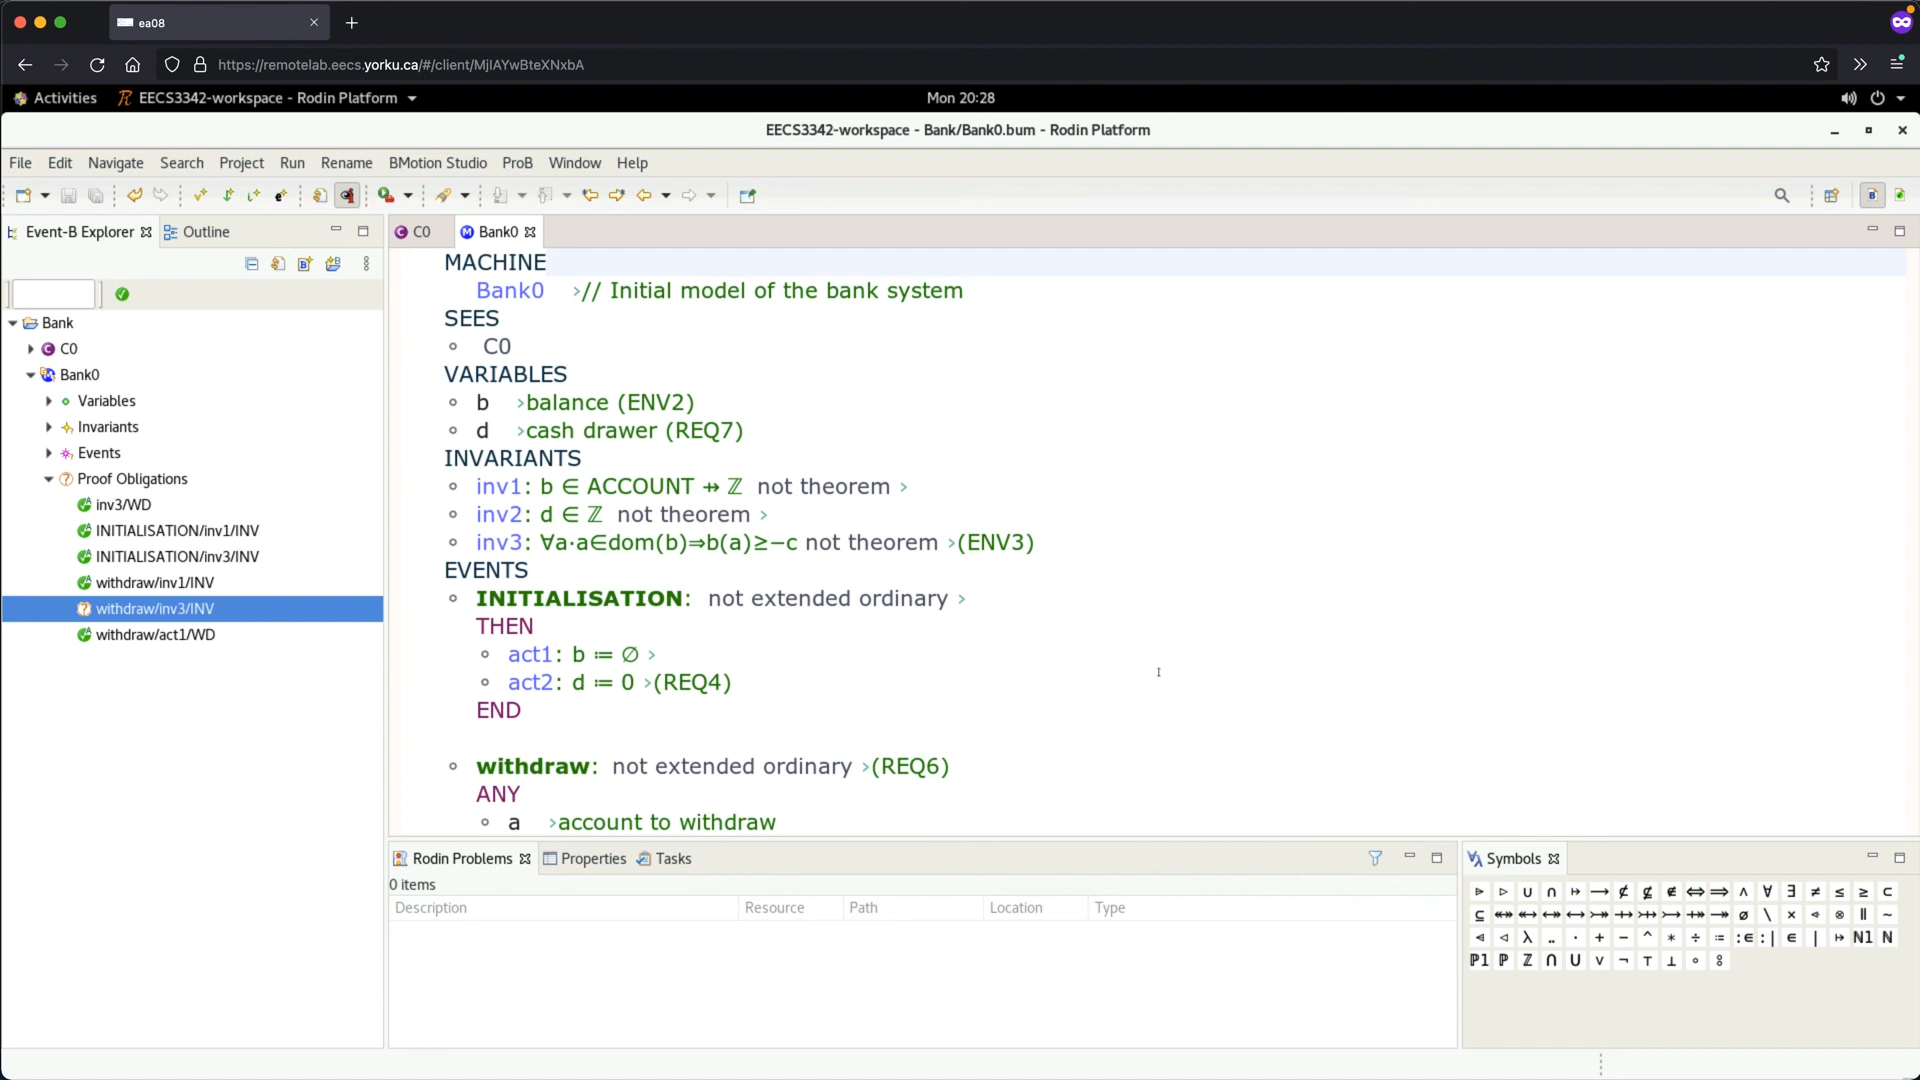 ea08
https://remotelab.eecs.yorku.ca/#/client/MjIAYwBteXNxbA
Activities
EECS3342-workspace - Rodin Platform
Mon 20:28
EECS3342-workspace - Bank/Bank0.bum - Rodin Platform
File Edit Navigate Search Project Run Rename BMotion Studio ProB Window Help
Event-B Explorer
Outline
C0
Bank0
Bank
C0
Bank0
Variables
Invariants
Events
Proof Obligations
inv3/WD
INITIALISATION/inv1/INV
INITIALISATION/inv3/INV
withdraw/inv1/INV
withdraw/inv3/INV
withdraw/act1/WD
MACHINE
Bank0 ›// Initial model of the bank system
SEES
C0
VARIABLES
b ›balance (ENV2)
d ›cash drawer (REQ7)
INVARIANTS
inv1: b ∈ ACCOUNT ⇸ ℤ not theorem ›
inv2: d ∈ ℤ not theorem ›
inv3: ∀a·a∈dom(b)⇒b(a)≥−c not theorem ›(ENV3)
EVENTS
INITIALISATION: not extended ordinary ›
THEN
act1: b ≔ ∅ ›
act2: d ≔ 0 ›(REQ4)
END
withdraw: not extended ordinary ›(REQ6)
ANY
a ›account to withdraw
Rodin Problems
Properties
Tasks
0 items
Description Resource Path Location Type
Symbols